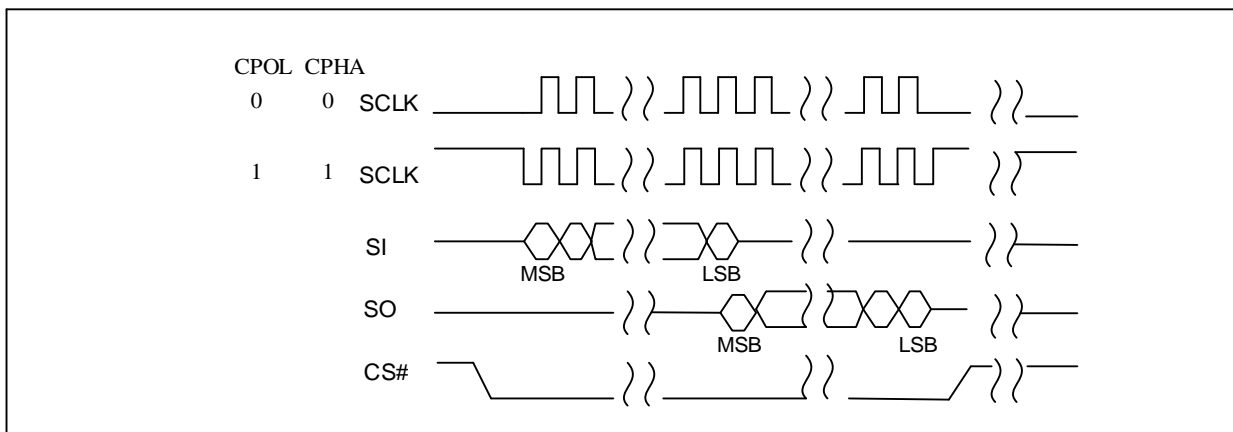 CPOL CPHA
0 0 SCLK
1 1 SCLK
SI
MSB LSB
SO
MSB LSB
CS#